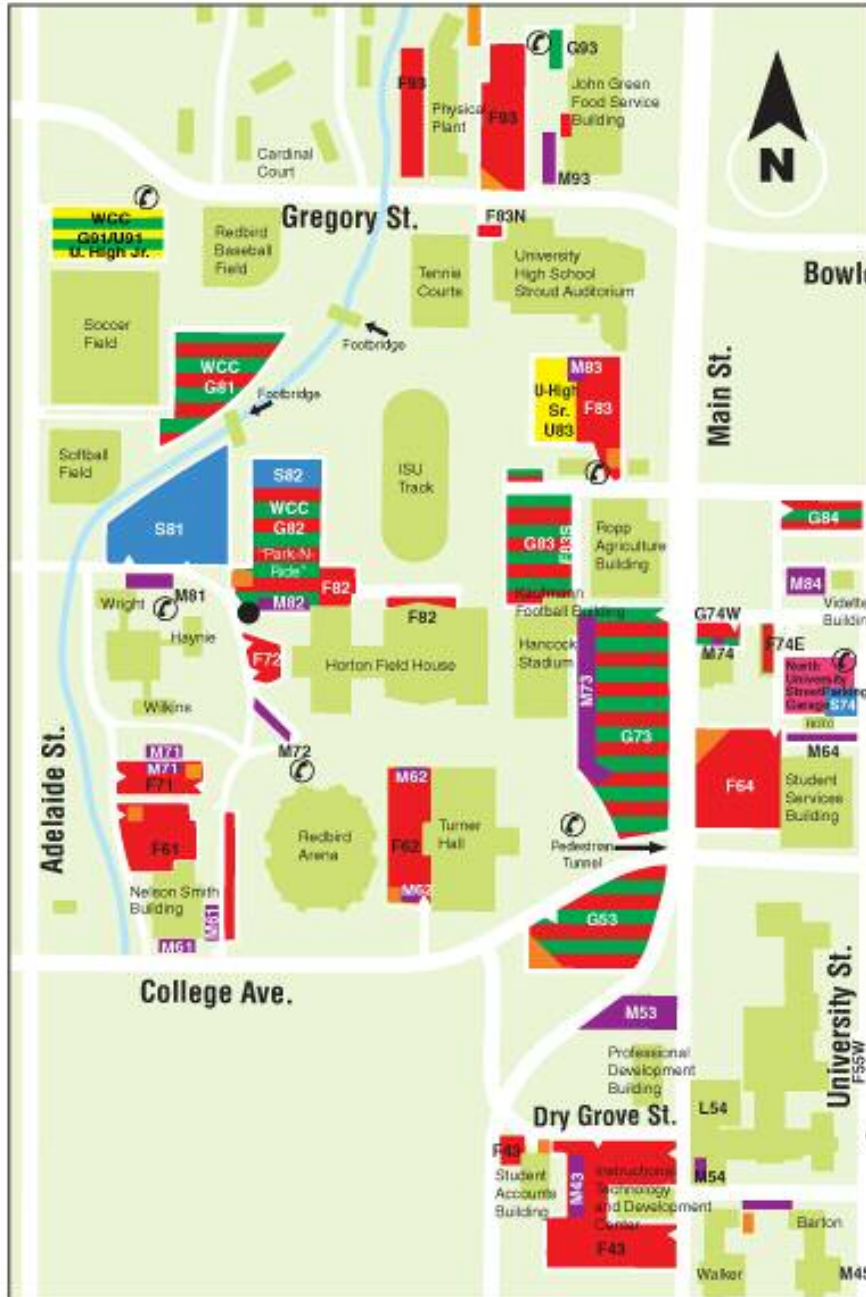 G93
F93
F93
John Green
Food Service
Building
Physical
Plant
Cardinal
Court
M93
N
WCC
G91/U91
U. High Jr.
Gregory St.
F83N
Redbird
Baseball
Field
Tennis
Courts
University
High School
Stroud Auditorium
Soccer
Field
Footbridge
WCC
G81
Footbridge
M83
U-High
Sr.
U83
F83
Main St.
Softball
Field
S81
S82
WCC
G82
"Park-N-
Ride"
ISU
Track
G83
F83S
Ropp
Agriculture
Building
G84
M81
M82
F82
F82
Kaufmann
Football Building
M84
Wright
Haynie
Wilkins
F72
Horton Field House
Hancock
Stadium
M73
G73
G74W
M74
F74E
North
University
Street Parking
Garage
S74
M64
M72
M71
M71
F71
F61
Adelaide St.
Redbird
Arena
M62
F62
M62
Turner
Hall
F64
Student
Services
Building
Pedestrian
Tunnel
Nelson Smith
Building
M61
M61
G53
College Ave.
M53
Professional
Development
Building
University St.
F55W
Dry Grove St.
L54
F43
Student
Accounts
Building
M43
Instructional
Technology
and Development
Center
F43
M54
Barton
Walker